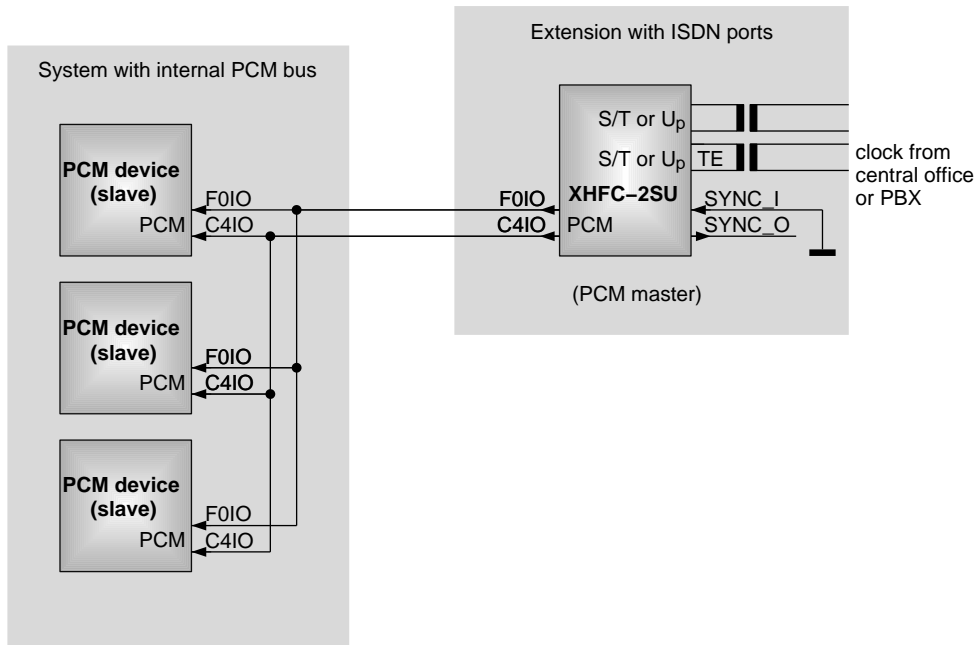 Extension with ISDN ports
System with internal PCM bus
PCM device
(slave)
PCM
F0IO
C4IO
PCM device
(slave)
PCM
F0IO
C4IO
PCM device
(slave)
PCM
F0IO
C4IO
F0IO
C4IO
S/T or Up
S/T or Up TE
XHFC−2SU
PCM
SYNC_I
SYNC_O
(PCM master)
clock from
central office
or PBX